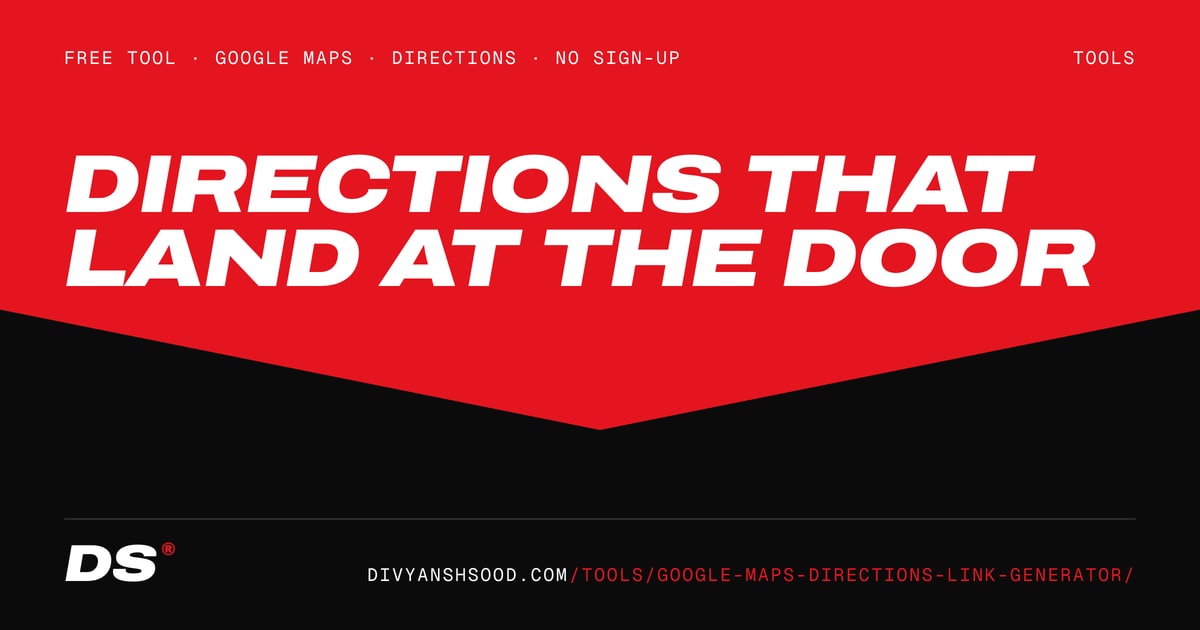 FREE TOOL · GOOGLE MAPS · DIRECTIONS · NO SIGN-UP
TOOLS
DIRECTIONS THAT
LAND AT THE DOOR
DS®
DIVYANSHSOOD.COM/TOOLS/GOOGLE-MAPS-DIRECTIONS-LINK-GENERATOR/